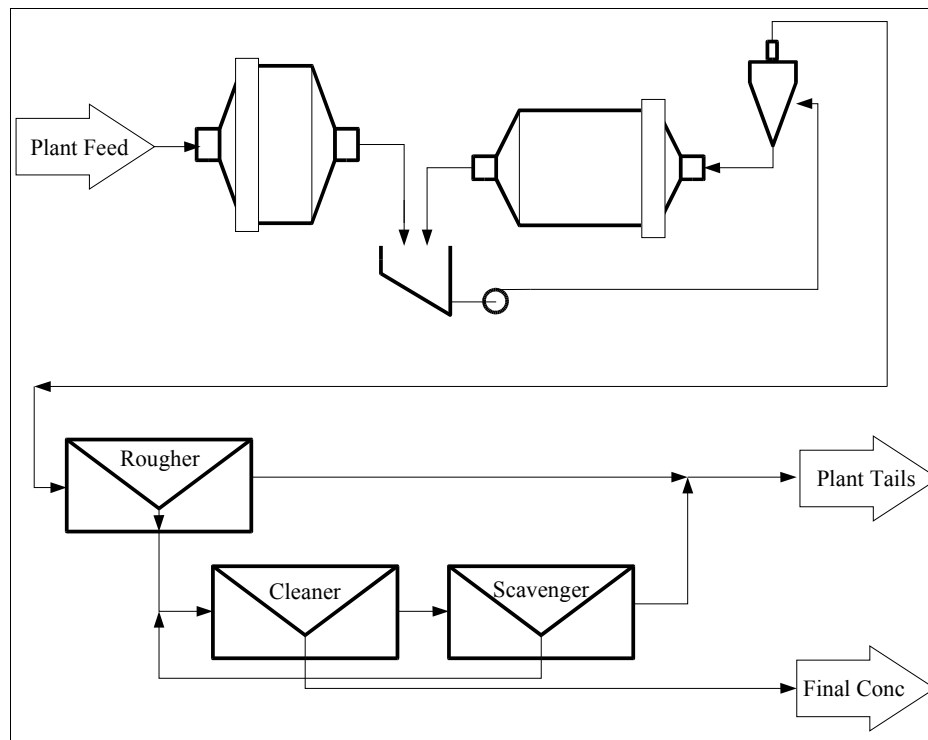 Plant Feed
Rougher
Plant Tails
Cleaner
Scavenger
Final Conc